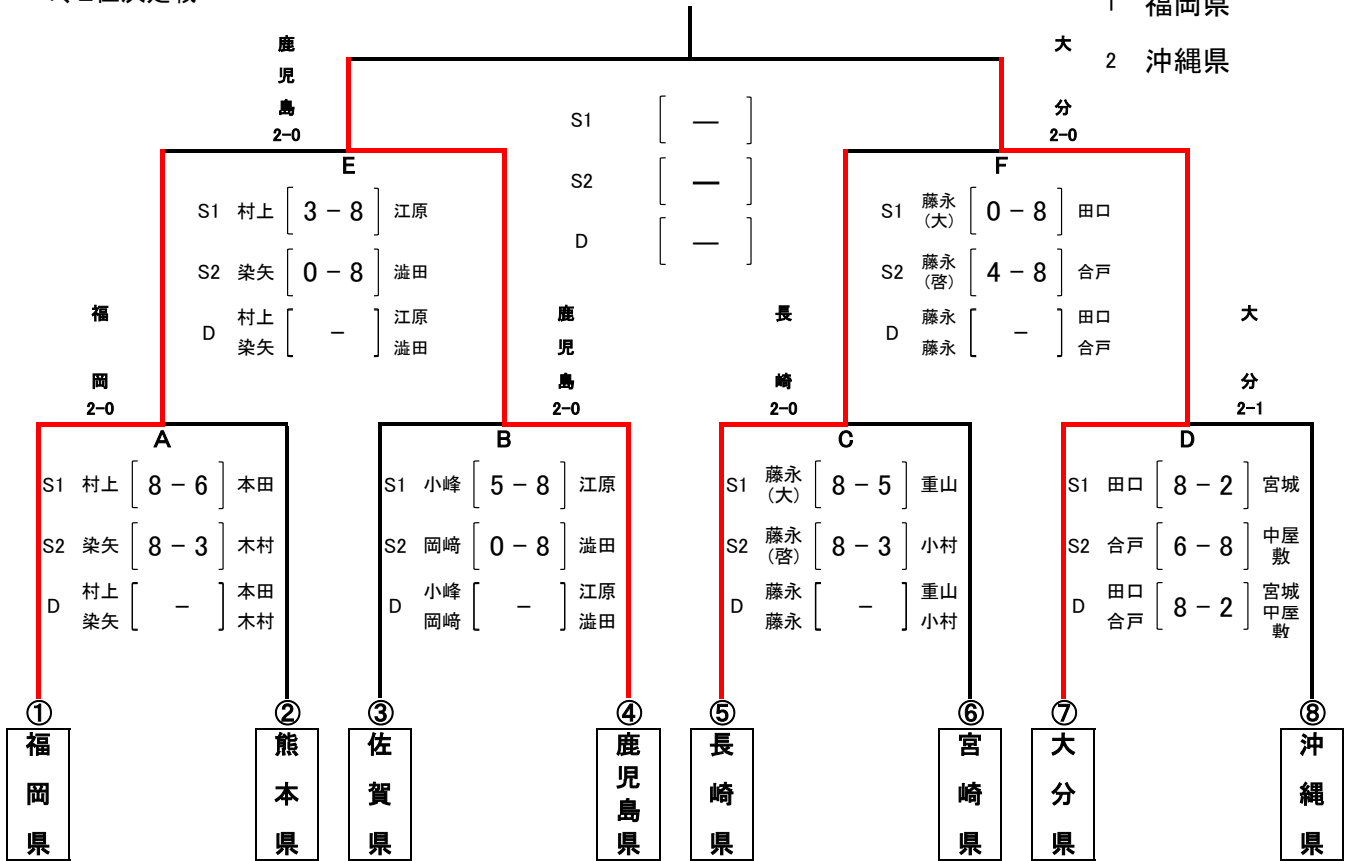 1 福岡県
2 沖縄県
鹿児島
2-0
大分
2-0
S1 [ — ]
S2 [ — ]
D [ — ]
E
S1 村上 [ 3 - 8 ] 江原
S2 染矢 [ 0 - 8 ] 澁田
D 村上 染矢 [ - ] 江原 澁田
F
S1 藤永(大) [ 0 - 8 ] 田口
S2 藤永(啓) [ 4 - 8 ] 合戸
D 藤永 藤永 [ - ] 田口 合戸
福岡
2-0
鹿児島
2-0
長崎
2-0
大分
2-1
A
S1 村上 [ 8 - 6 ] 本田
S2 染矢 [ 8 - 3 ] 木村
D 村上 染矢 [ - ] 本田 木村
B
S1 小峰 [ 5 - 8 ] 江原
S2 岡﨑 [ 0 - 8 ] 澁田
D 小峰 岡﨑 [ - ] 江原 澁田
C
S1 藤永(大) [ 8 - 5 ] 重山
S2 藤永(啓) [ 8 - 3 ] 小村
D 藤永 藤永 [ - ] 重山 小村
D
S1 田口 [ 8 - 2 ] 宮城
S2 合戸 [ 6 - 8 ] 中屋敷
D 田口 合戸 [ 8 - 2 ] 宮城 中屋敷
① 福岡県
② 熊本県
③ 佐賀県
④ 鹿児島県
⑤ 長崎県
⑥ 宮崎県
⑦ 大分県
⑧ 沖縄県